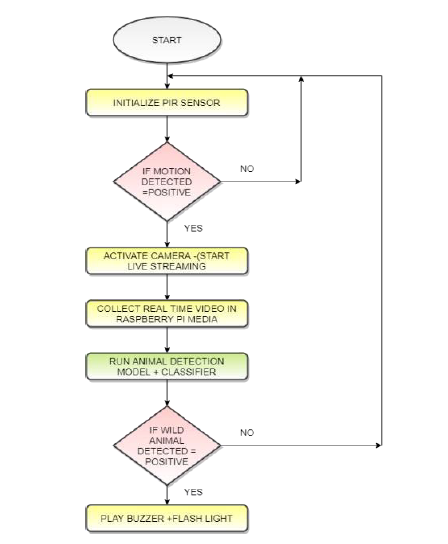 START
INITIALIZE PIR SENSOR
IF MOTION
DETECTED
=POSITIVE
NO
YES
ACTIVATE CAMERA -(START
LIVE STREAMING
COLLECT REAL TIME VIDEO IN
RASPBERRY PI MEDIA
RUN ANIMAL DETECTION
MODEL + CLASSIFIER
IF WILD
ANIMAL
DETECTED =
POSITIVE
NO
YES
PLAY BUZZER +FLASH LIGHT